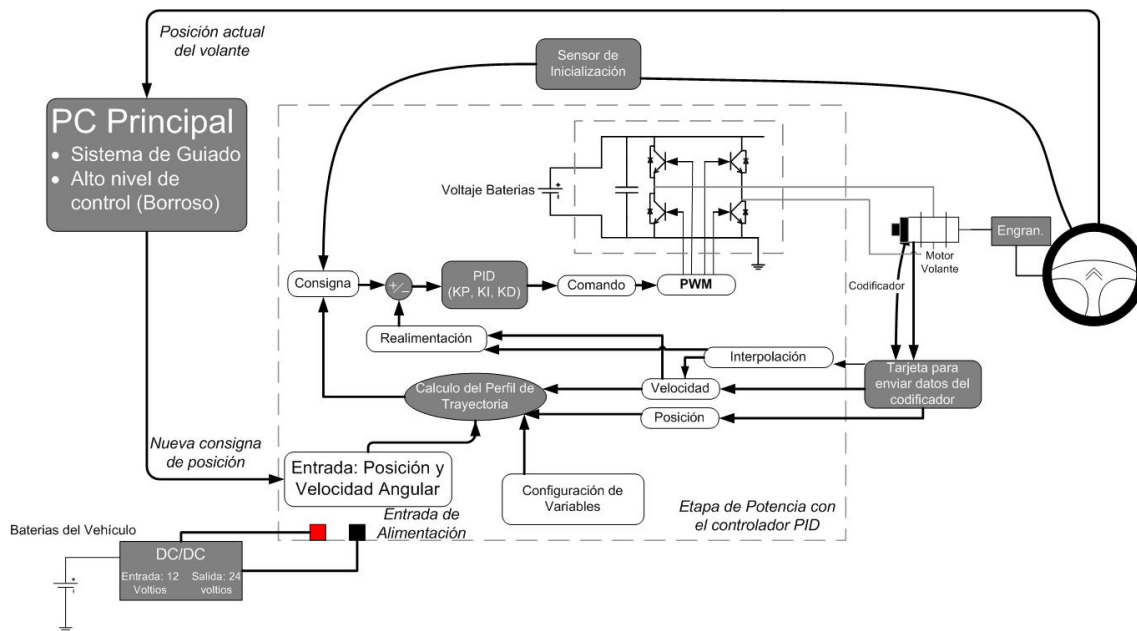 Posición actual
del volante
Sensor de
Inicialización
PC Principal
• Sistema de Guiado
• Alto nivel de
control (Borroso)
Voltaje Baterias
Engran.
Motor
Volante
Codificador
Consigna
+/_
PID
(KP, KI, KD)
Comando
PWM
Realimentación
Interpolación
Tarjeta para
enviar datos del
codificador
Calculo del Perfil de
Trayectoria
Velocidad
Posición
Nueva consigna
de posición
Entrada: Posición y
Velocidad Angular
Configuración de
Variables
Etapa de Potencia con
el controlador PID
Entrada de
Alimentación
Baterias del Vehículo
DC/DC
Entrada: 12
Voltios
Salida: 24
voltios